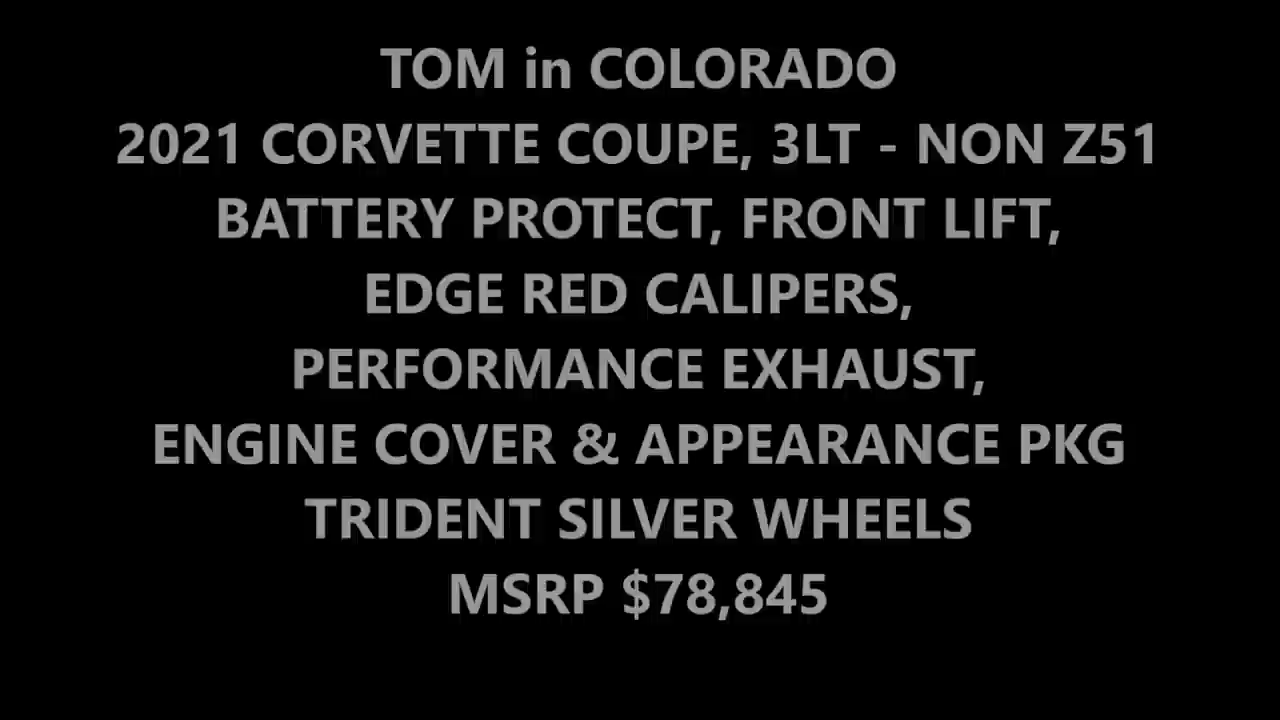 TOM in COLORADO
2021 CORVETTE COUPE, 3LT - NON Z51
BATTERY PROTECT, FRONT LIFT,
EDGE RED CALIPERS,
PERFORMANCE EXHAUST,
ENGINE COVER & APPEARANCE PKG
TRIDENT SILVER WHEELS
MSRP $78,845